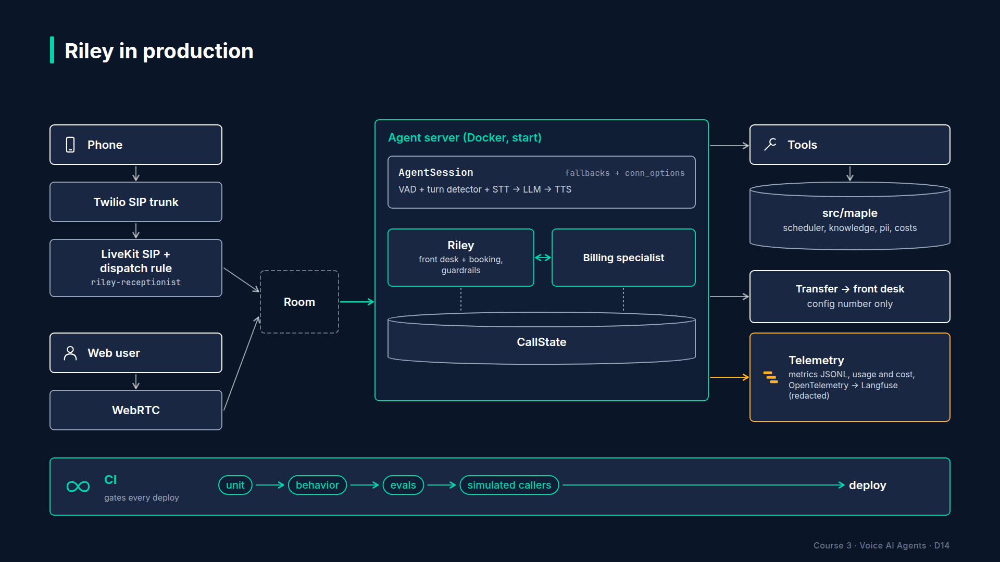 Riley in production
Phone
Twilio SIP trunk
LiveKit SIP +
dispatch rule
riley-receptionist
Web user
WebRTC
Room
Agent server (Docker, start)
AgentSession
fallbacks + conn_options
VAD + turn detector + STT → LLM → TTS
Riley
front desk + booking,
guardrails
Billing specialist
CallState
Tools
src/maple
scheduler, knowledge, pii, costs
Transfer → front desk
config number only
Telemetry
metrics JSONL, usage and cost,
OpenTelemetry → Langfuse
(redacted)
CI
gates every deploy
unit
behavior
evals
simulated callers
deploy
Course 3 · Voice AI Agents · D14